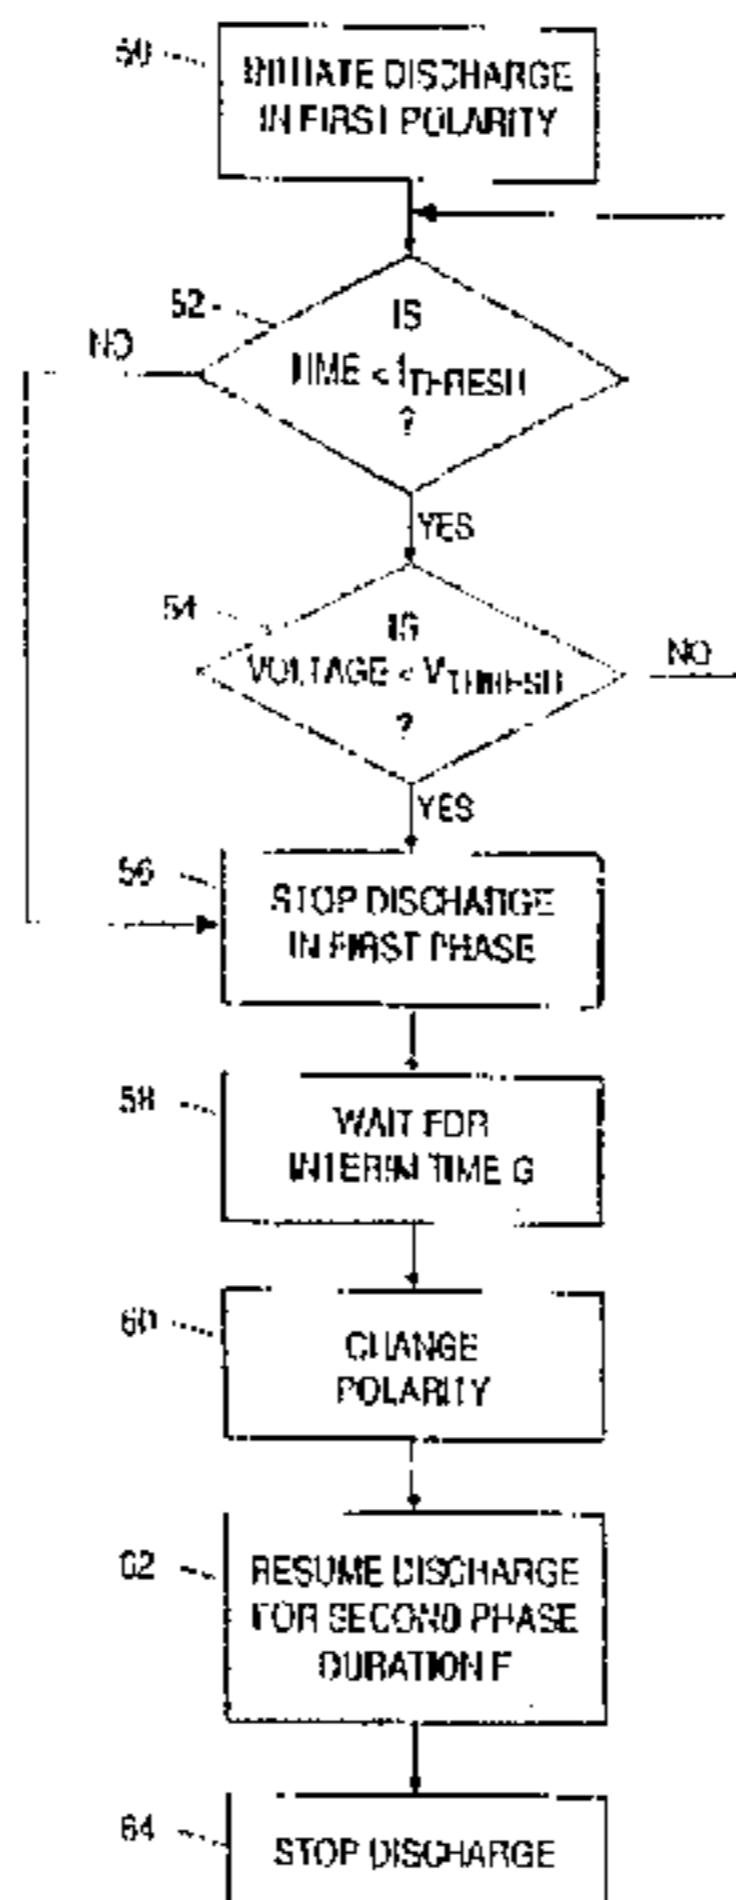 50
INITIATE DISCHARGE
IN FIRST POLARITY
52
IS
NO
TIME < tTHRESH
?
YES
54
IS
VOLTAGE < VTHRESH
NO
?
YES
56
STOP DISCHARGE
IN FIRST PHASE
58
WAIT FOR
INTERIM TIME G
60
CHANGE
POLARITY
62
RESUME DISCHARGE
FOR SECOND PHASE
DURATION F
64
STOP DISCHARGE